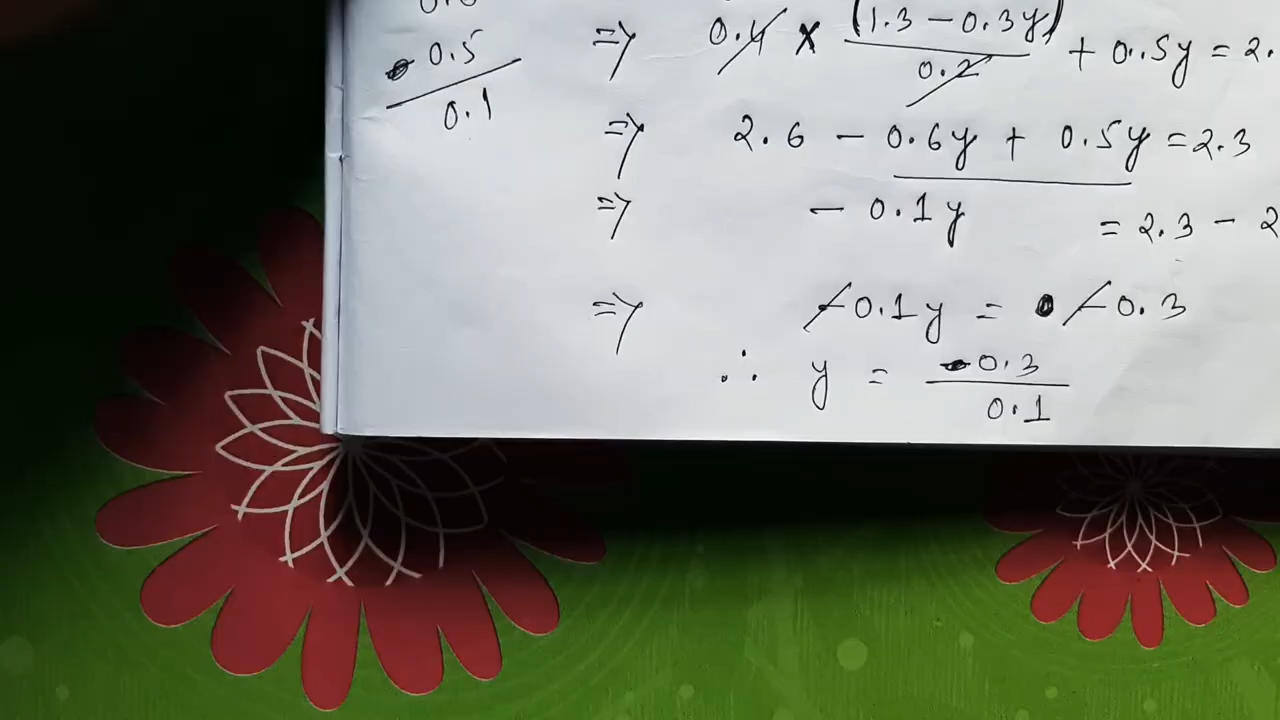 0.5
0.1
=> 0.4 × (1.3 - 0.3y) / 0.2 + 0.5y = 2.
=> 2.6 - 0.6y + 0.5y = 2.3
=> - 0.1y = 2.3 - 2
=> -0.1y = -0.3
∴ y = 0.3 / 0.1